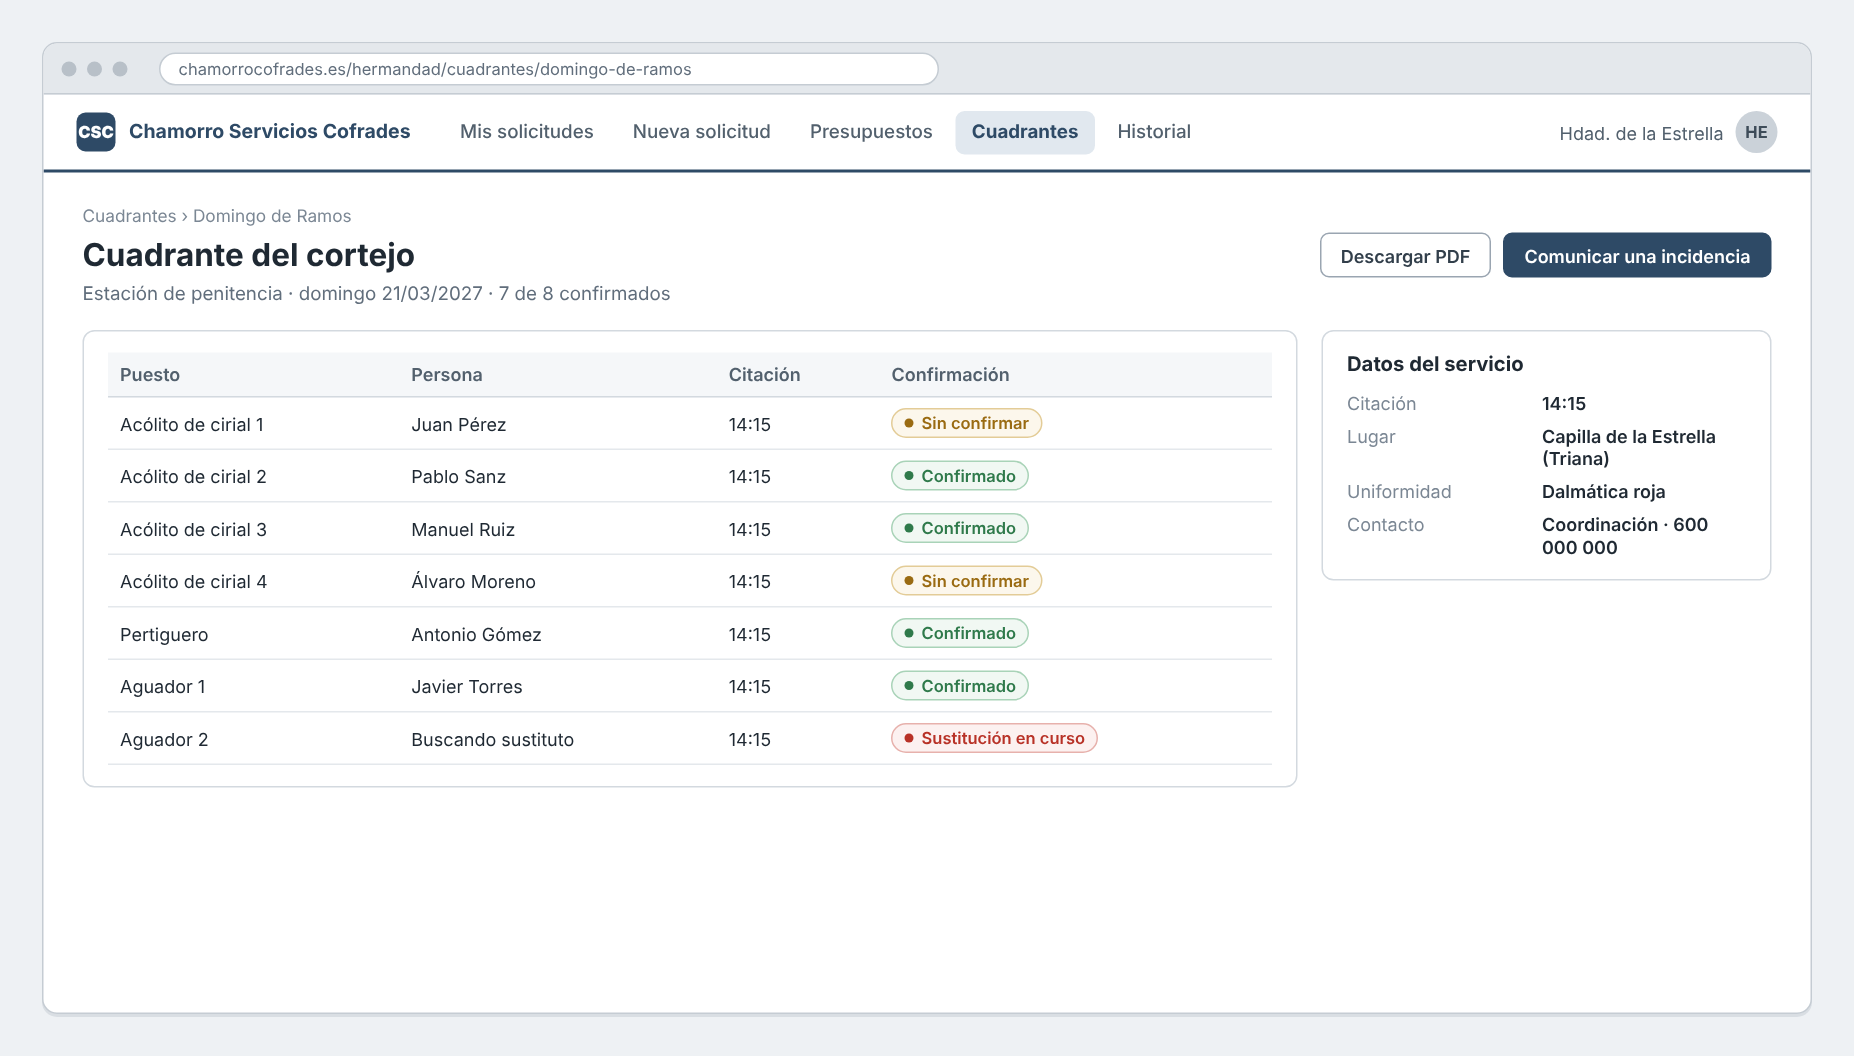 chamorrocofrades.es/hermandad/cuadrantes/domingo-de-ramos
CSC Chamorro Servicios Cofrades Mis solicitudes Nueva solicitud Presupuestos Cuadrantes Historial Hdad. de la Estrella HE
Cuadrantes › Domingo de Ramos
Cuadrante del cortejo
Estación de penitencia · domingo 21/03/2027 · 7 de 8 confirmados
Descargar PDF Comunicar una incidencia
Puesto Persona Citación Confirmación
Acólito de cirial 1 Juan Pérez 14:15 Sin confirmar
Acólito de cirial 2 Pablo Sanz 14:15 Confirmado
Acólito de cirial 3 Manuel Ruiz 14:15 Confirmado
Acólito de cirial 4 Álvaro Moreno 14:15 Sin confirmar
Pertiguero Antonio Gómez 14:15 Confirmado
Aguador 1 Javier Torres 14:15 Confirmado
Aguador 2 Buscando sustituto 14:15 Sustitución en curso
Datos del servicio
Citación 14:15
Lugar Capilla de la Estrella
(Triana)
Uniformidad Dalmática roja
Contacto Coordinación · 600
000 000